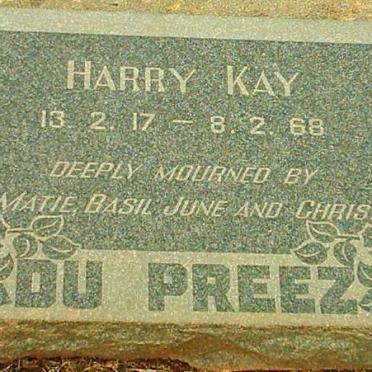 HARRY KAY
13. 2. 17 – 8. 2. 68
DEEPLY MOURNED BY
MATIE, BASIL JUNE AND CHRIS
DU PREEZ